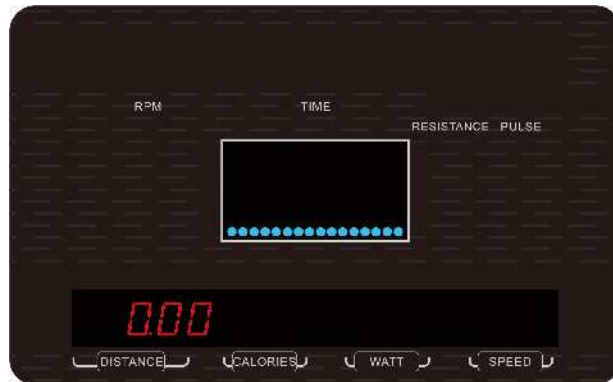 RPM TIME
RESISTANCE PULSE
0.00
DISTANCE CALORIES WATT SPEED